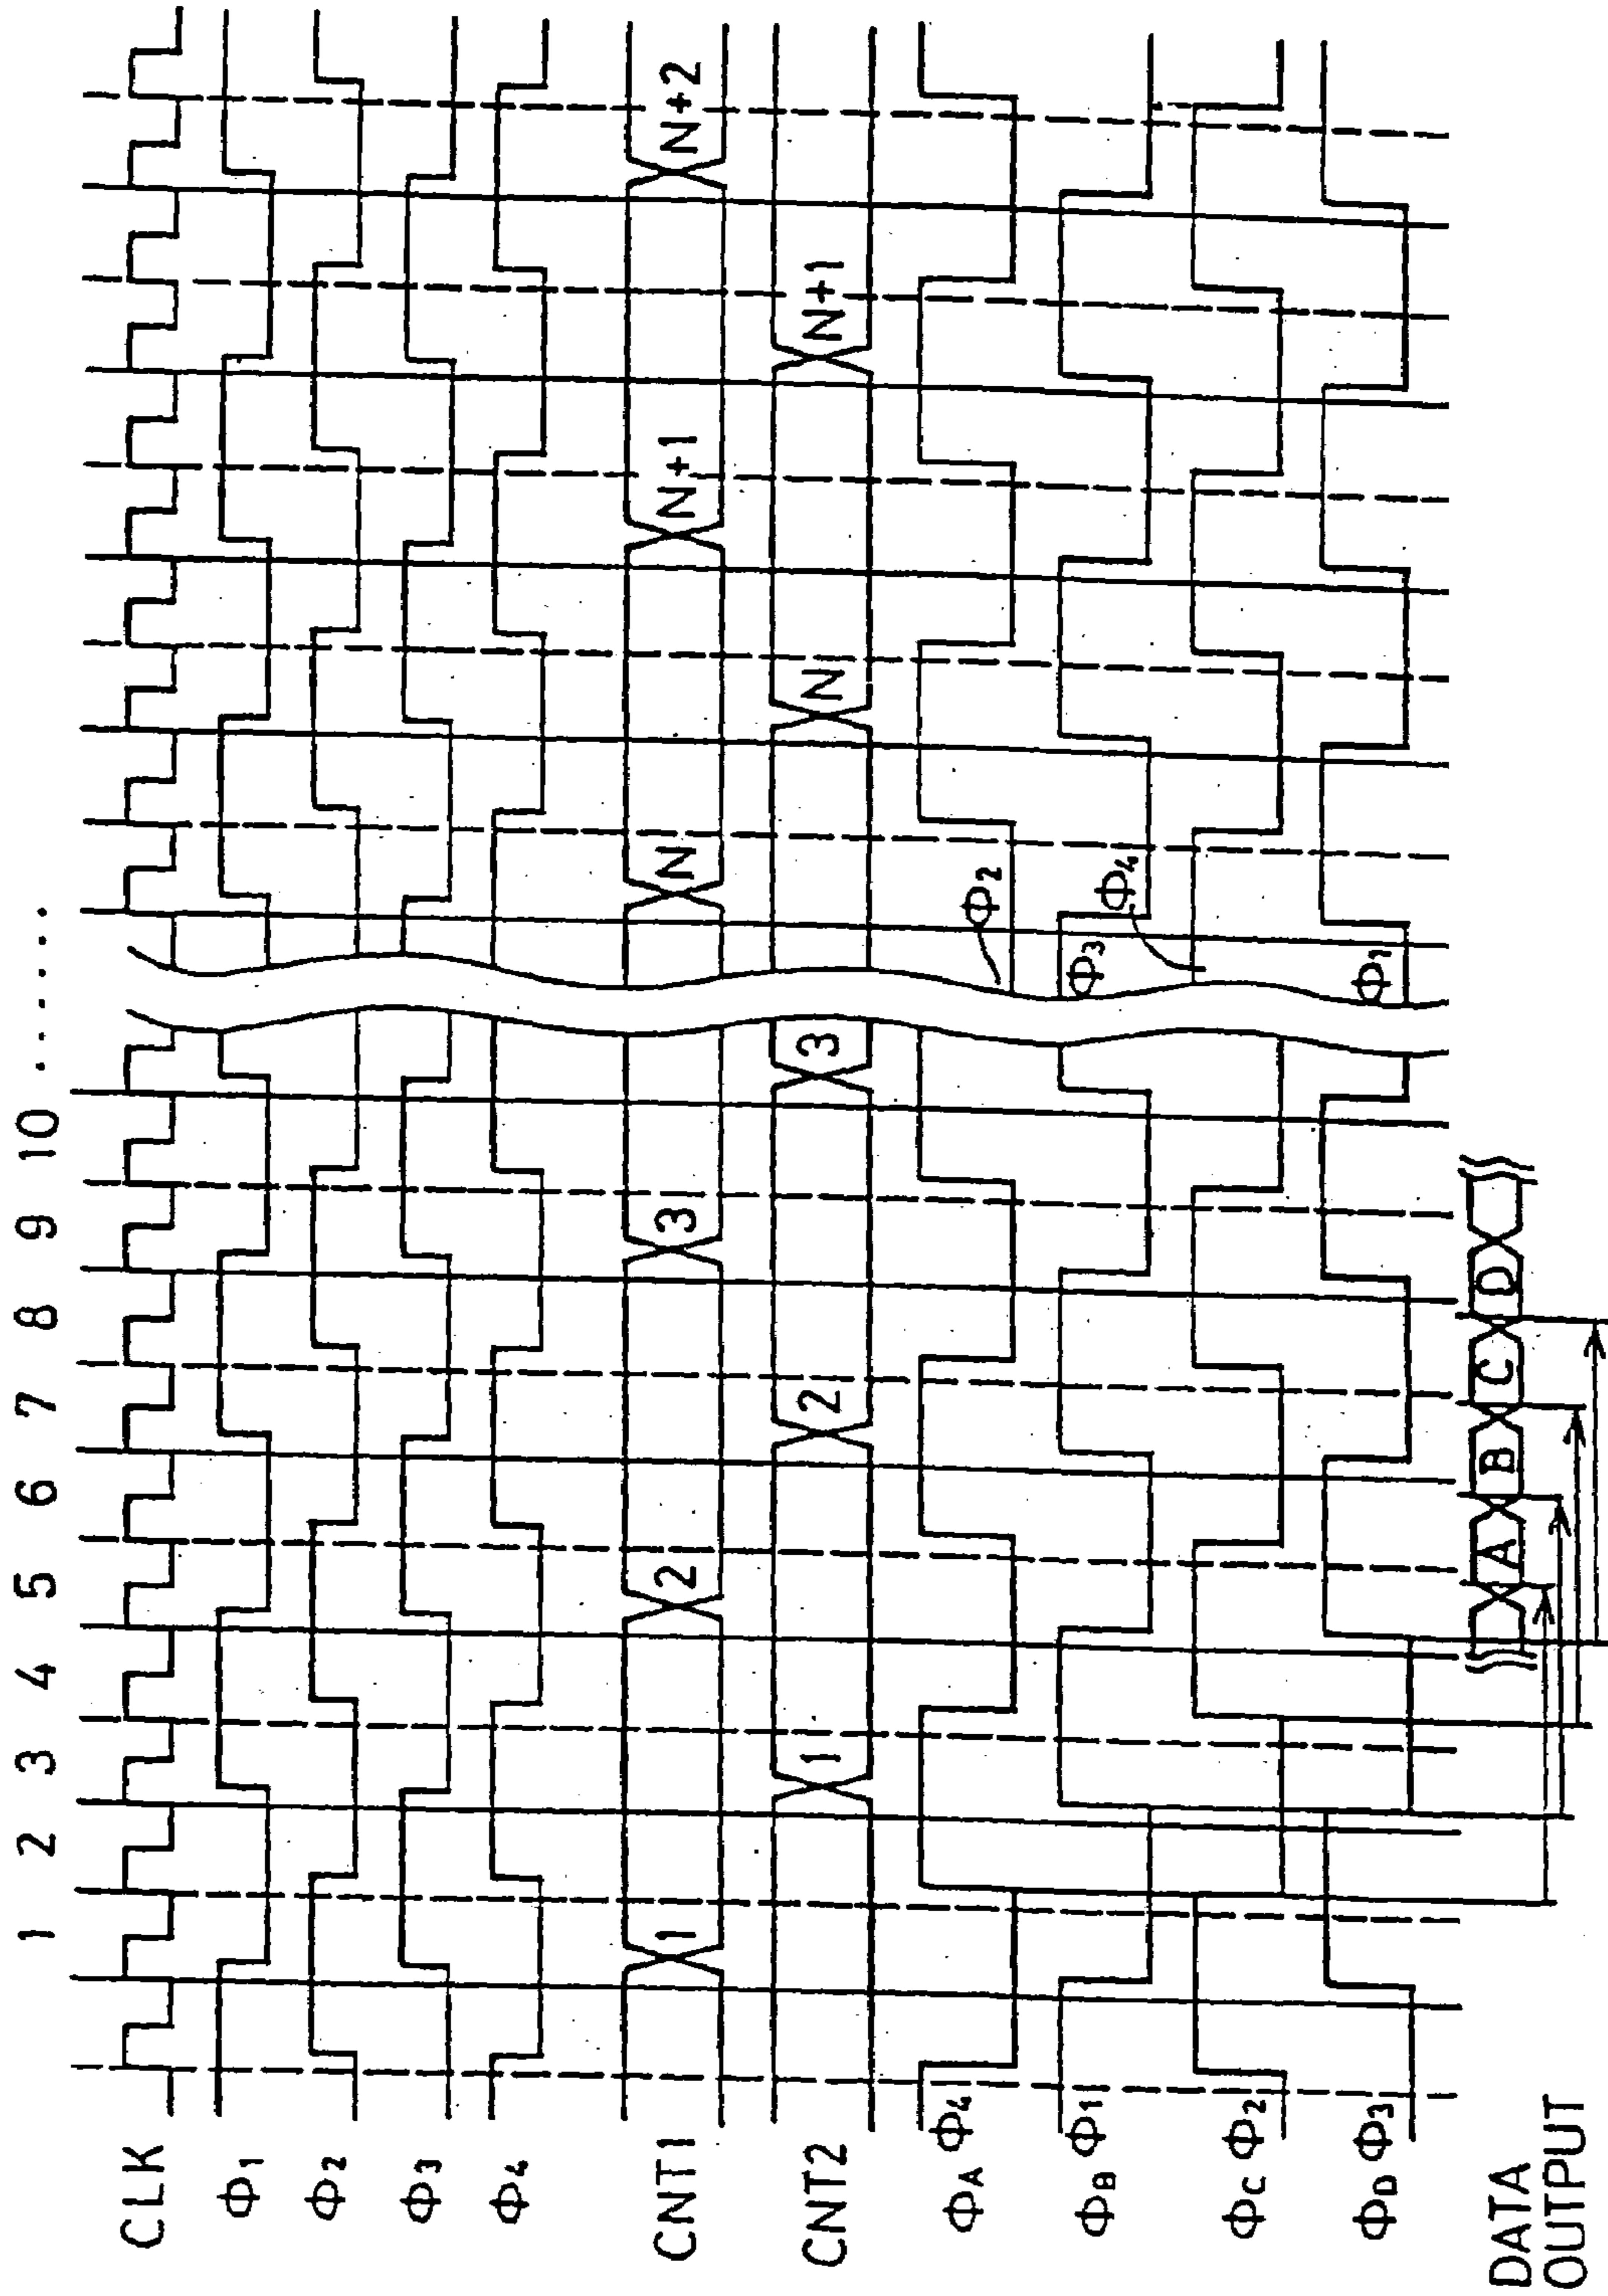 1 2 3 4 5 6 7 8 9 10 ......
CLK
Φ1
Φ2
Φ3
Φ4
CNT1 1 2 3 N N+1 N+2
CNT2 1 2 3 N N+1
ΦA Φ4 Φ2
ΦB Φ1 Φ3
ΦC Φ2 Φ4
ΦD Φ3 Φ1
DATA
OUTPUT
A B C D